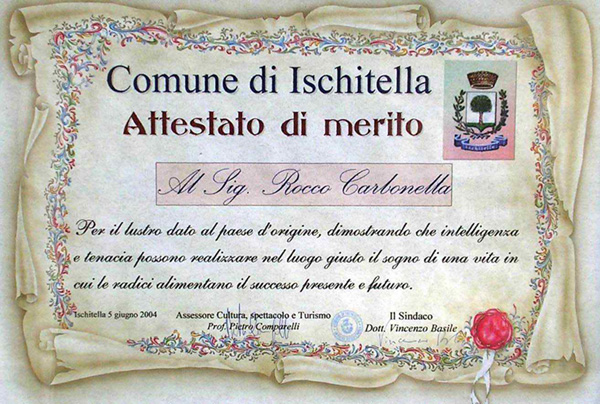 Comune di Ischitella
Attestato di merito
Al Sig. Rocco Carbonella
Per il lustro dato al paese d'origine, dimostrando che intelligenza
e tenacia possono realizzare nel luogo giusto il sogno di una vita in
cui le radici alimentano il successo presente e futuro.
Ischitella 5 giugno 2004 Assessore Cultura, spettacolo e Turismo Il Sindaco
Prof. Pietro Comparelli Dott. Vincenzo Basile